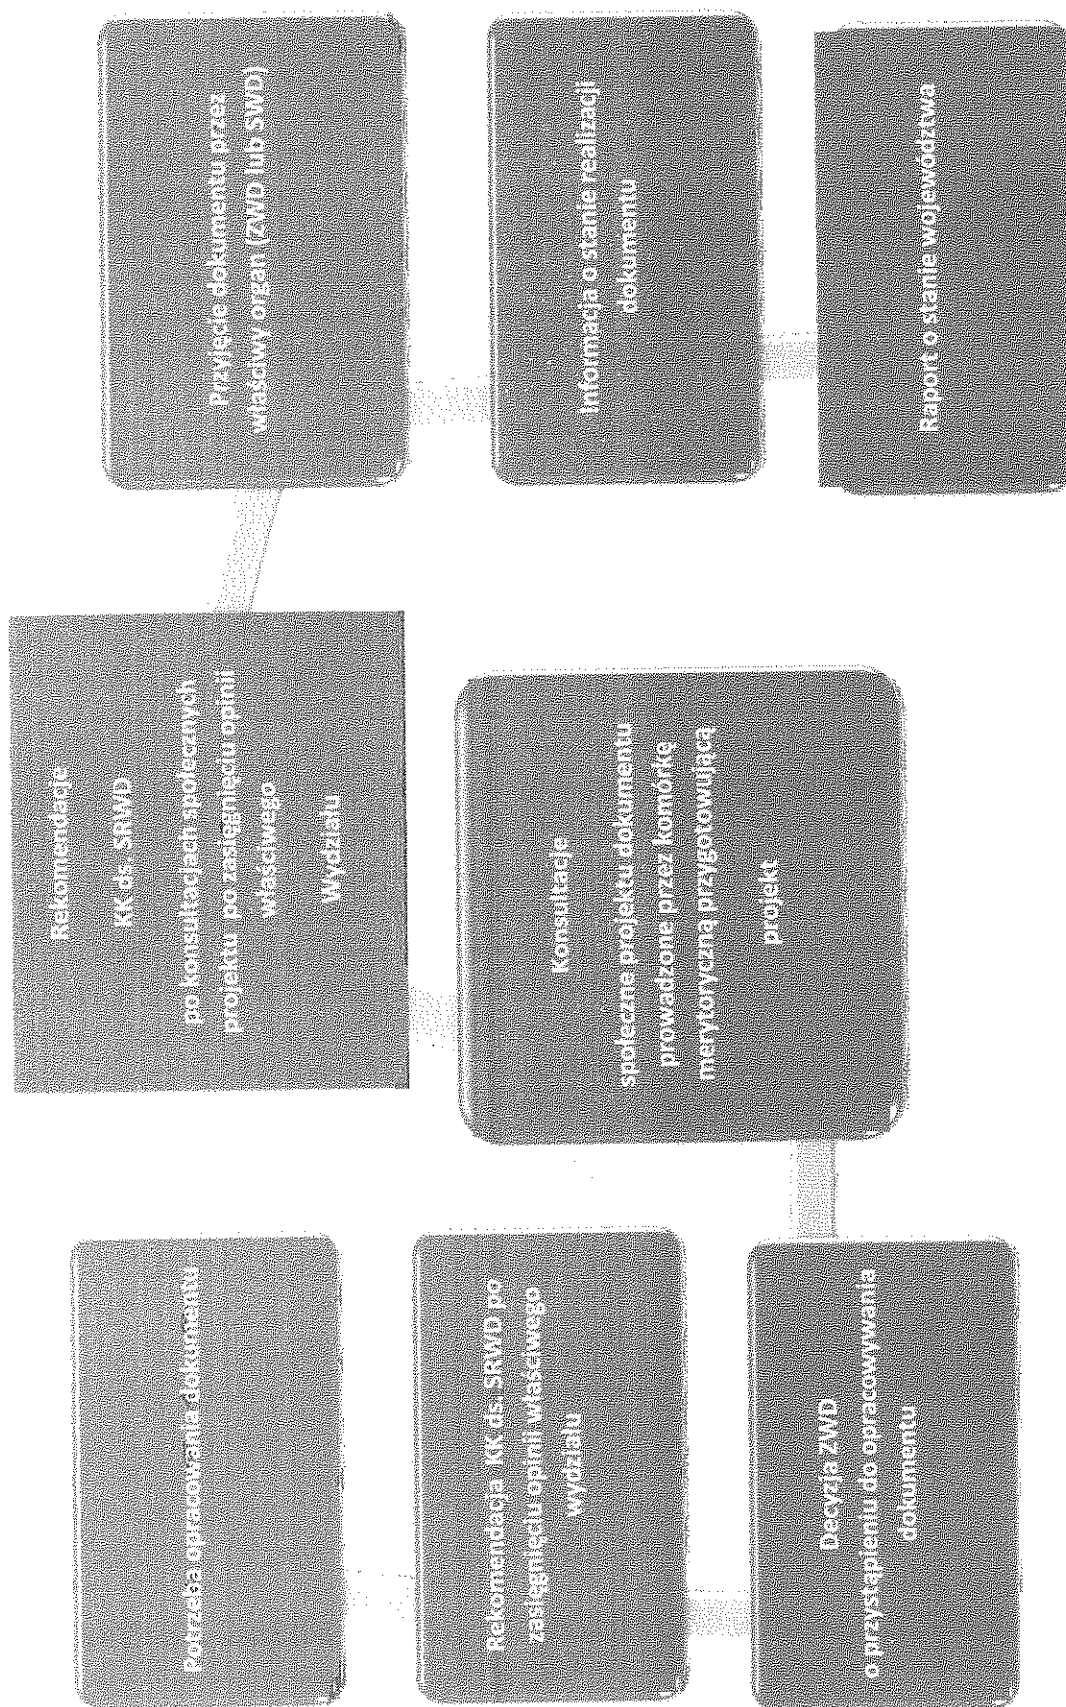 Potrzeba opracowania dokumentu
Rekomendacja KK ds. SRWD po
zasięgnięciu opinii właściwego
wydziału
Decyzja ZWD
o przystąpieniu do opracowywania
dokumentu
Konsultacje
społeczne projektu dokumentu
prowadzone przez komórkę
merytoryczną przygotowującą
projekt
Rekomendacje
KK ds. SRWD
po konsultacjach społecznych
projektu po zasięgnięciu opinii
właściwego
Wydziału
Przyjęcie dokumentu przez
właściwy organ (ZWD lub SWD)
Informacja o stanie realizacji
dokumentu
Raport o stanie województwa